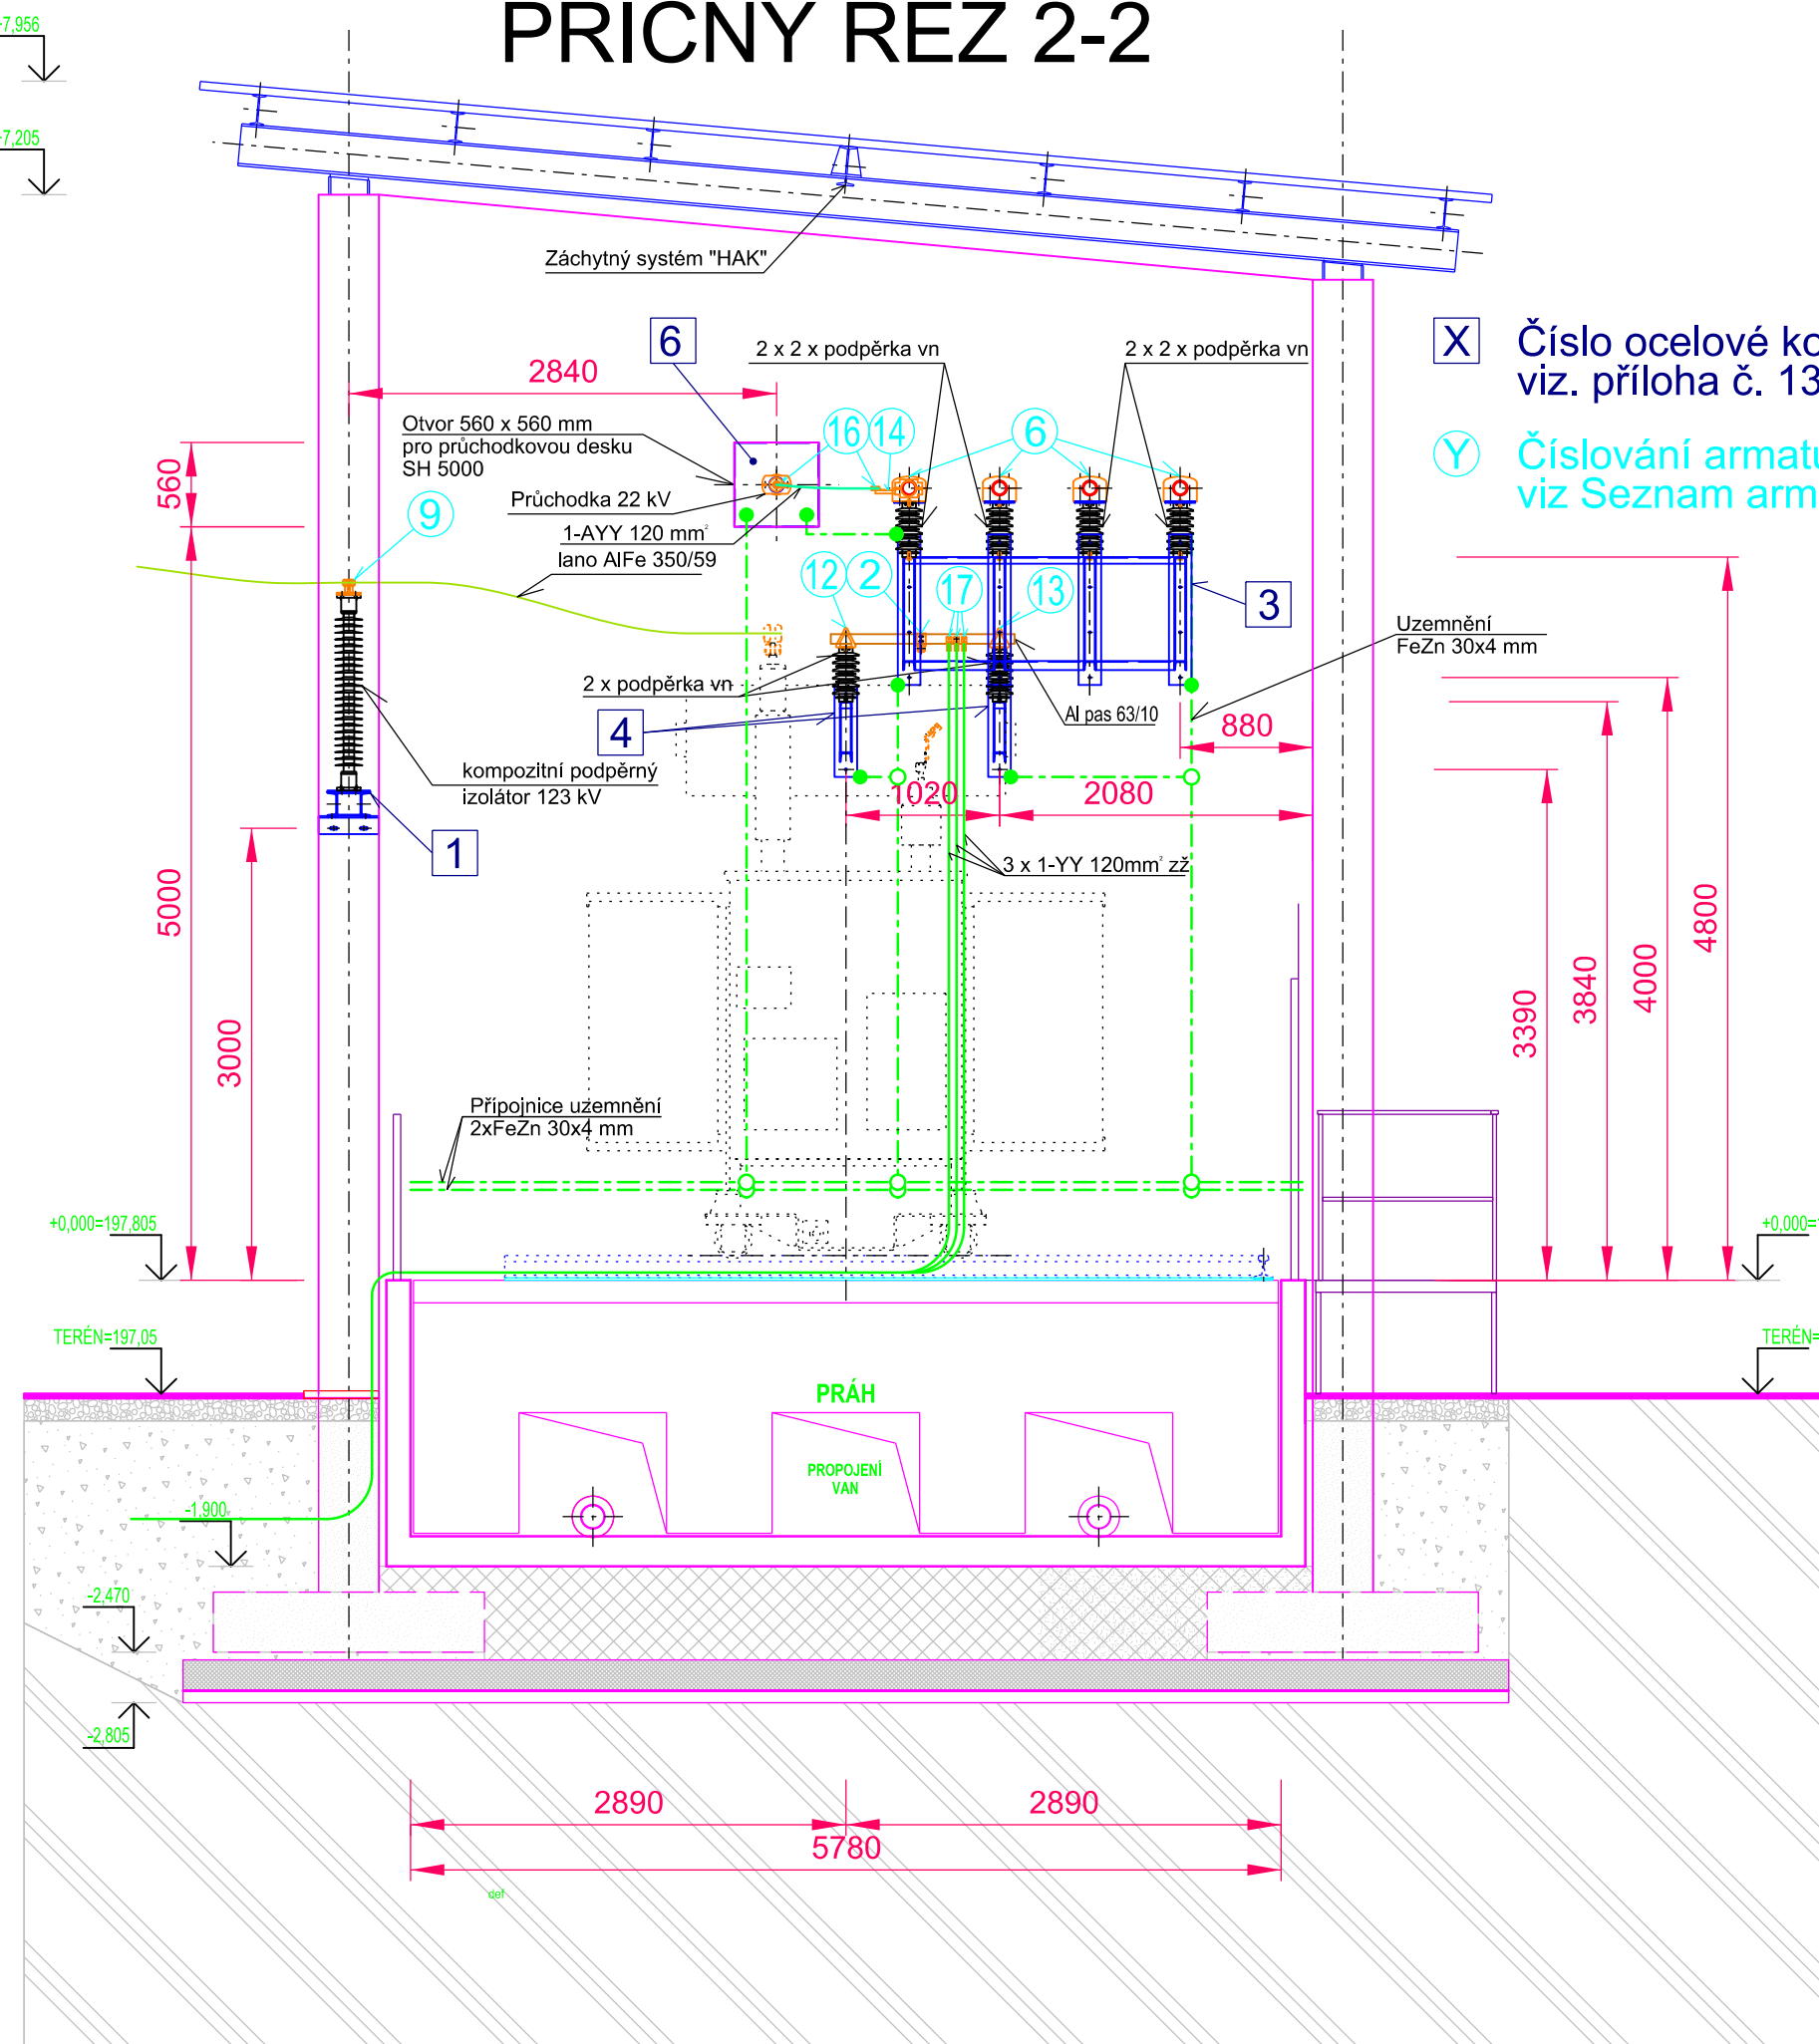 PŘÍCNÝ ŘEZ 2-2
+7,956
+7,205
Záchytný systém "HAK"
6
2 x 2 x podpěrka vn
2 x 2 x podpěrka vn
X
Číslo ocelové ko
viz. příloha č. 13
2840
Otvor 560 x 560 mm
pro průchodkovou desku
SH 5000
16
14
6
Y
Číslování armatu
viz Seznam arm
560
9
Průchodka 22 kV
1-AYY 120 mm²
lano AlFe 350/59
12
2
17
13
3
Uzemnění
FeZn 30x4 mm
2 x podpěrka vn
4
Al pas 63/10
880
kompozitní podpěrný
izolátor 123 kV
1020
2080
1
3 x 1-YY 120mm² zž
5000
3000
4800
4000
3840
3390
Přípojnice uzemnění
2xFeZn 30x4 mm
+0,000=197,805
+0,000=
TERÉN=197,05
TERÉN=
PRÁH
PROPOJENÍ
VAN
-1,900
-2,470
-2,805
2890
2890
5780
def